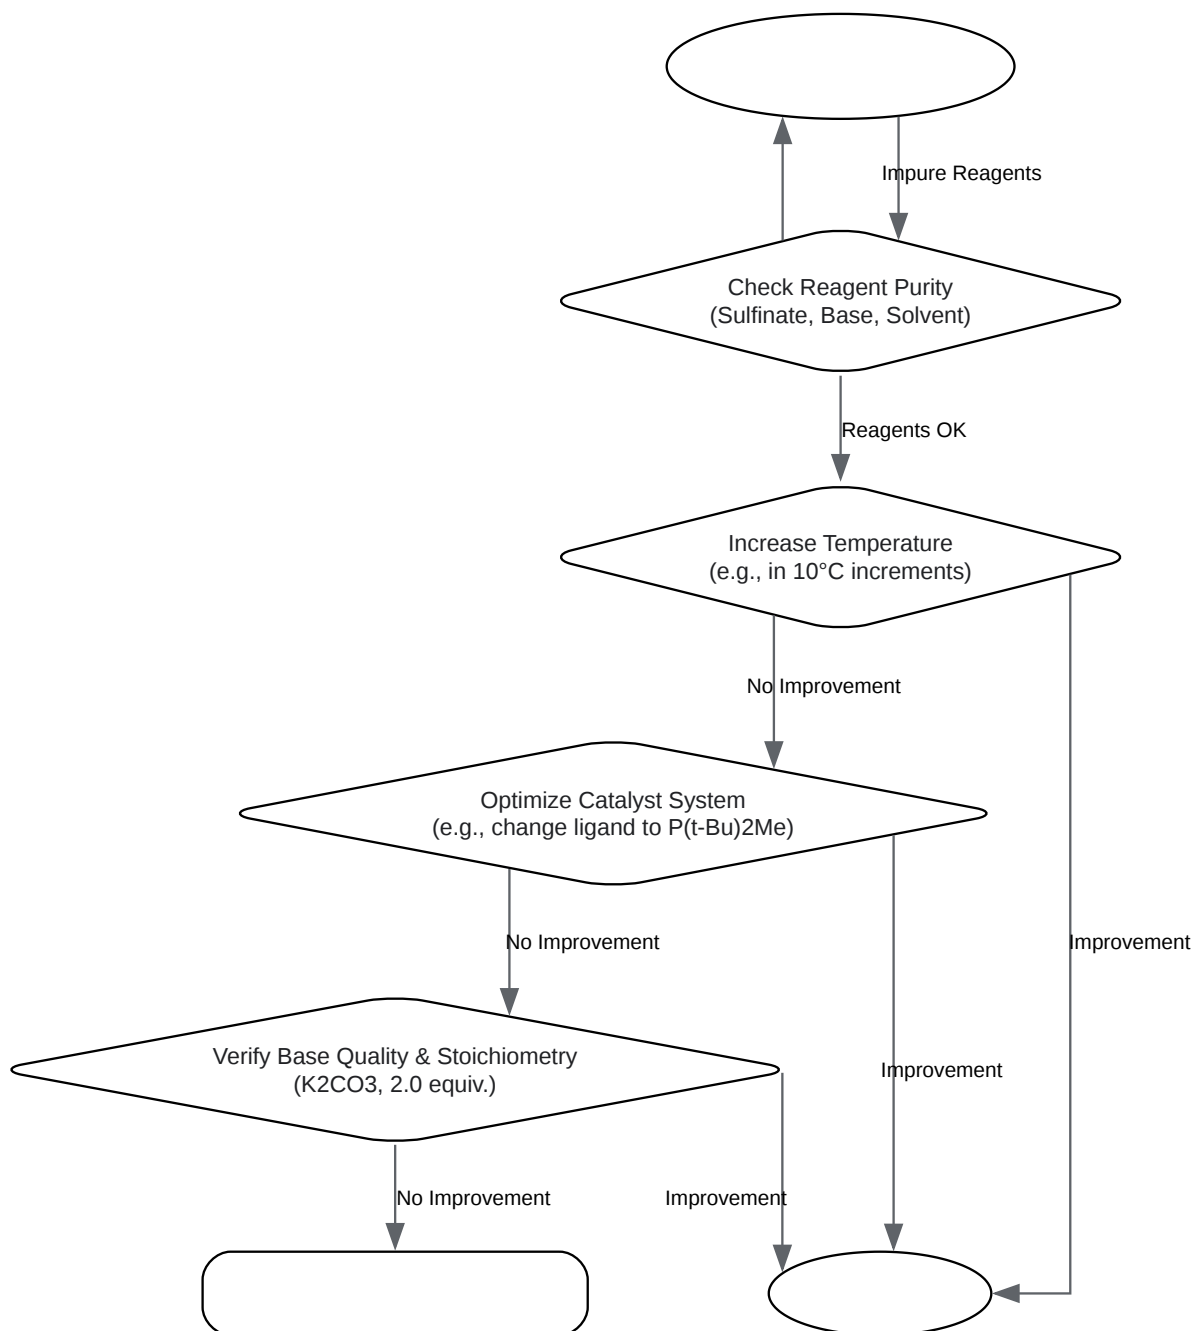 Impure Reagents
Check Reagent Purity
(Sulfinate, Base, Solvent)
Reagents OK
Increase Temperature
(e.g., in 10°C increments)
No Improvement
Optimize Catalyst System
(e.g., change ligand to P(t-Bu)2Me)
No Improvement
Improvement
Verify Base Quality & Stoichiometry
(K2CO3, 2.0 equiv.)
Improvement
No Improvement
Improvement